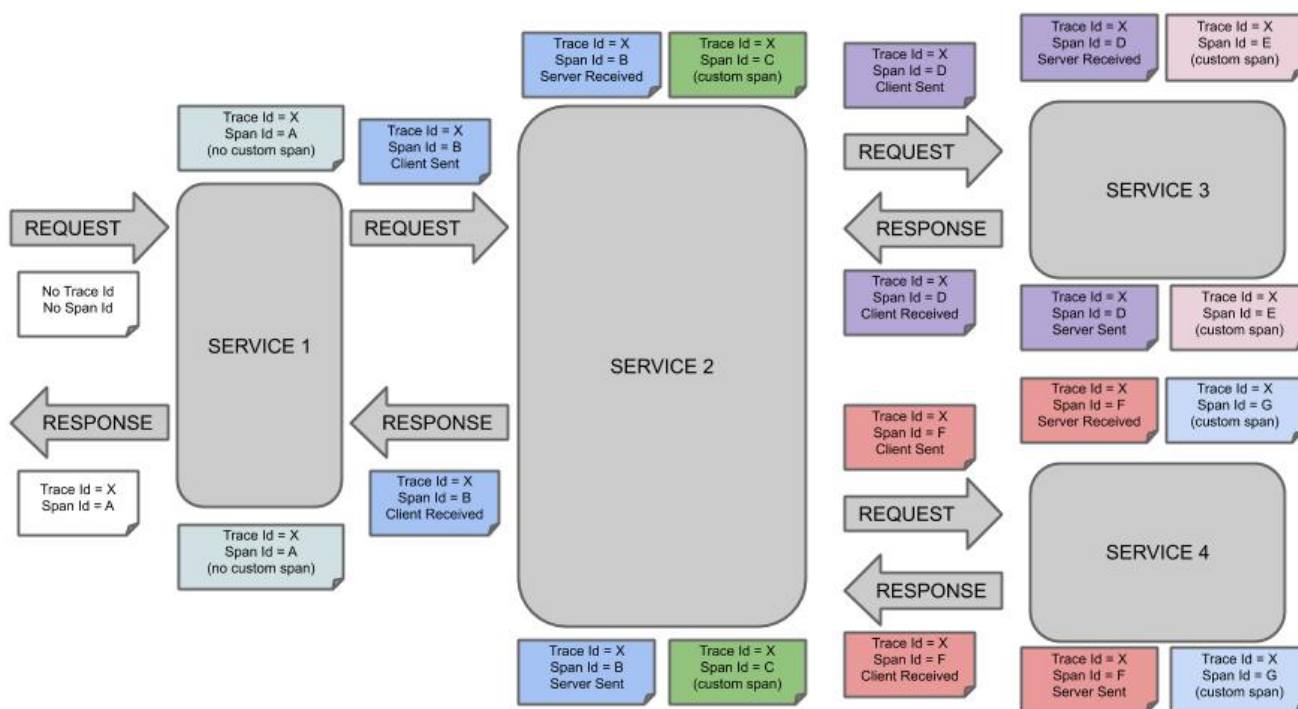 REQUEST
No Trace Id
No Span Id
RESPONSE
Trace Id = X
Span Id = A
Trace Id = X
Span Id = A
(no custom span)
SERVICE 1
Trace Id = X
Span Id = A
(no custom span)
Trace Id = X
Span Id = B
Client Sent
REQUEST
RESPONSE
Trace Id = X
Span Id = B
Client Received
Trace Id = X
Span Id = B
Server Received
Trace Id = X
Span Id = C
(custom span)
SERVICE 2
Trace Id = X
Span Id = B
Server Sent
Trace Id = X
Span Id = C
(custom span)
Trace Id = X
Span Id = D
Client Sent
REQUEST
RESPONSE
Trace Id = X
Span Id = D
Client Received
Trace Id = X
Span Id = D
Server Received
Trace Id = X
Span Id = E
(custom span)
SERVICE 3
Trace Id = X
Span Id = D
Server Sent
Trace Id = X
Span Id = E
(custom span)
Trace Id = X
Span Id = F
Client Sent
REQUEST
RESPONSE
Trace Id = X
Span Id = F
Client Received
Trace Id = X
Span Id = F
Server Received
Trace Id = X
Span Id = G
(custom span)
SERVICE 4
Trace Id = X
Span Id = F
Server Sent
Trace Id = X
Span Id = G
(custom span)